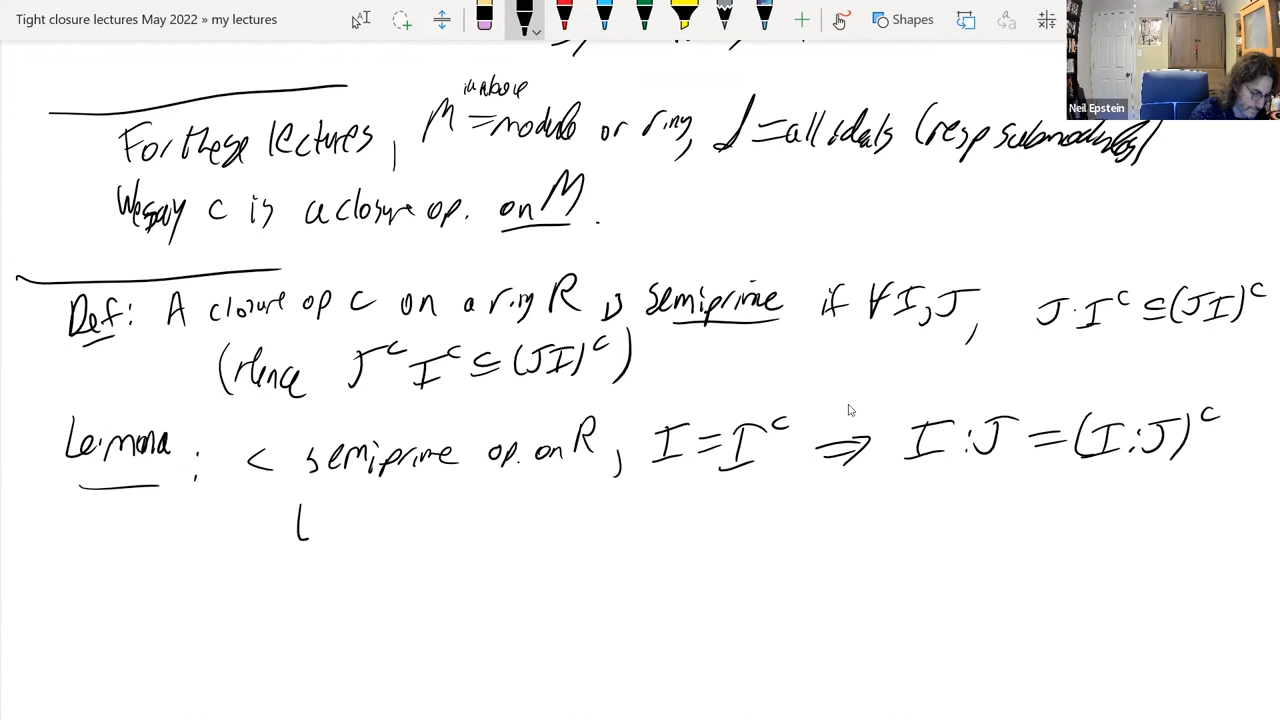 Tight closure lectures May 2022 » my lectures
Shapes
Neil Epstein
in above
For these lectures, M = module or ring, 𝓘 = all ideals (resp submodules)
We say c is a closure op. on M.
Def: A closure op c on a ring R is semiprime if ∀ I, J, J·I^c ⊆ (JI)^c
(Hence J^c I^c ⊆ (JI)^c)
Lemma: c semiprime op. on R, I = I^c ⇒ I:J = (I:J)^c